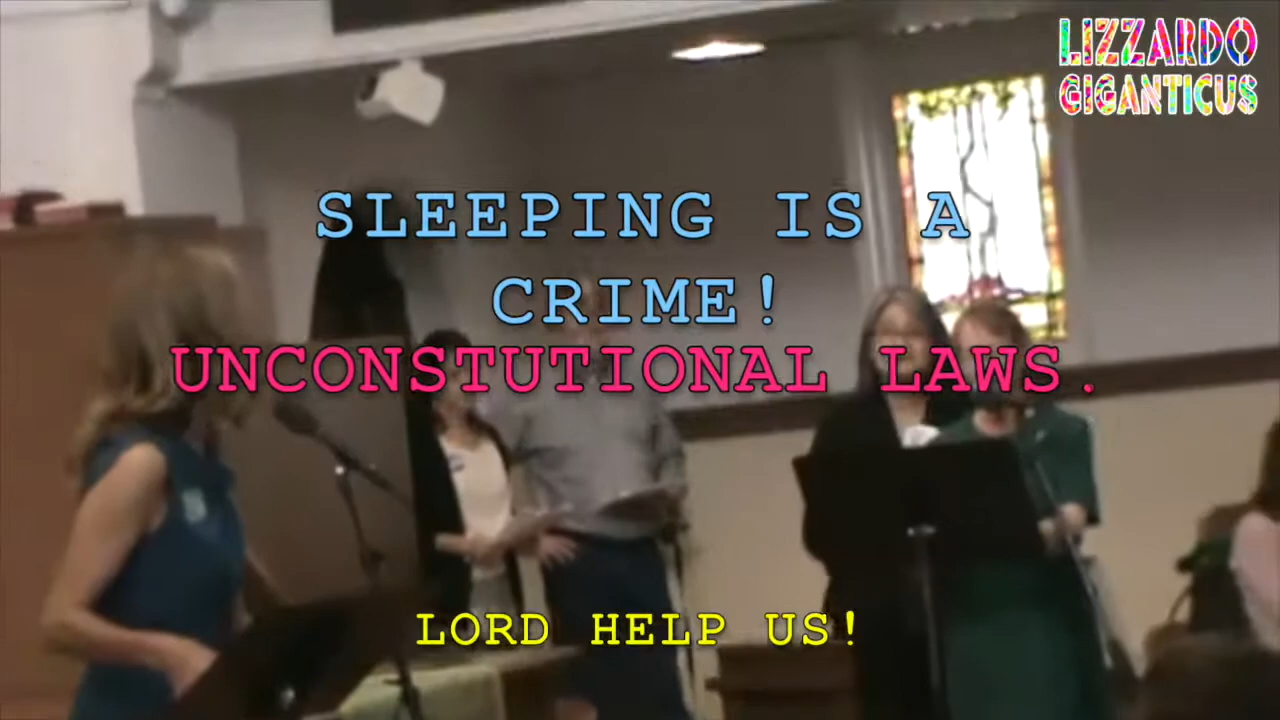 LIZZARDO
GIGANTICUS
SLEEPING IS A
CRIME!
UNCONSTUTIONAL LAWS.
LORD HELP US!